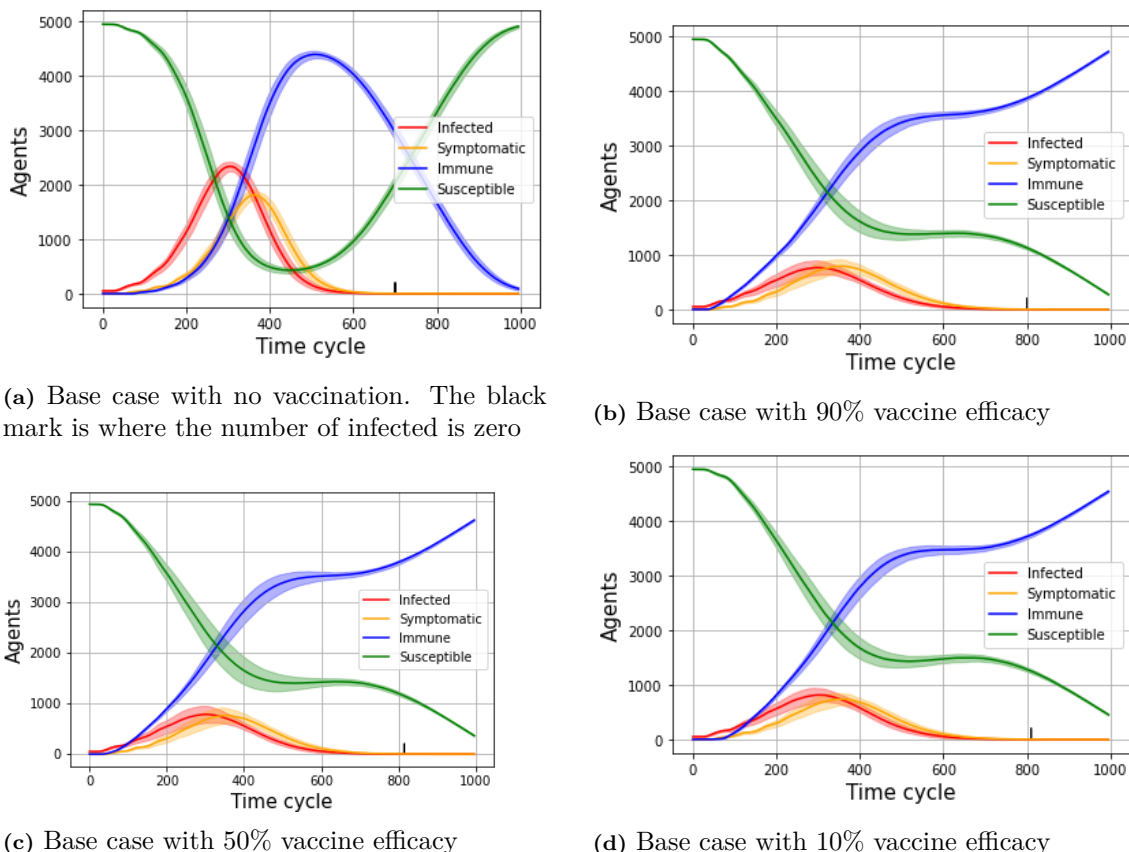 5000
4000
3000
2000
1000
0
Agents
Infected
Symptomatic
Immune
Susceptible
0 200 400 600 800 1000
Time cycle
(a) Base case with no vaccination. The black
mark is where the number of infected is zero
5000
4000
3000
2000
1000
0
Agents
Infected
Symptomatic
Immune
Susceptible
0 200 400 600 800 1000
Time cycle
(b) Base case with 90% vaccine efficacy
5000
4000
3000
2000
1000
0
Agents
Infected
Symptomatic
Immune
Susceptible
0 200 400 600 800 1000
Time cycle
(c) Base case with 50% vaccine efficacy
5000
4000
3000
2000
1000
0
Agents
Infected
Symptomatic
Immune
Susceptible
0 200 400 600 800 1000
Time cycle
(d) Base case with 10% vaccine efficacy